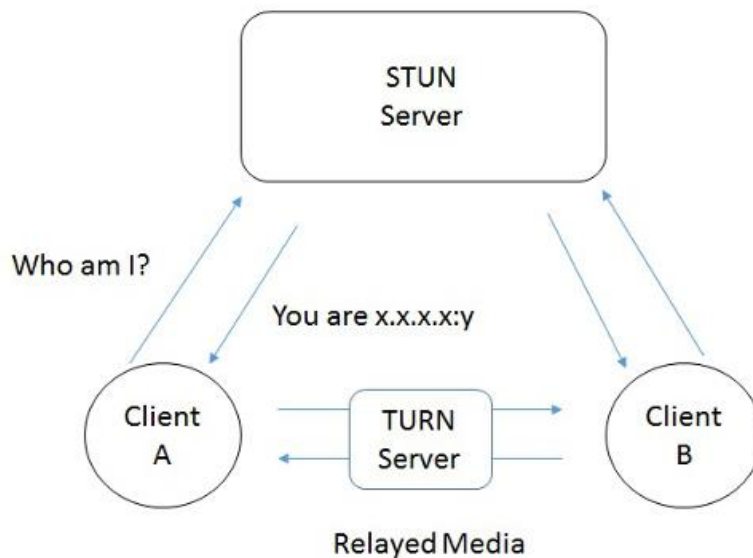 STUN
Server
Who am I?
You are x.x.x.x:y
Client
A
TURN
Server
Client
B
Relayed Media